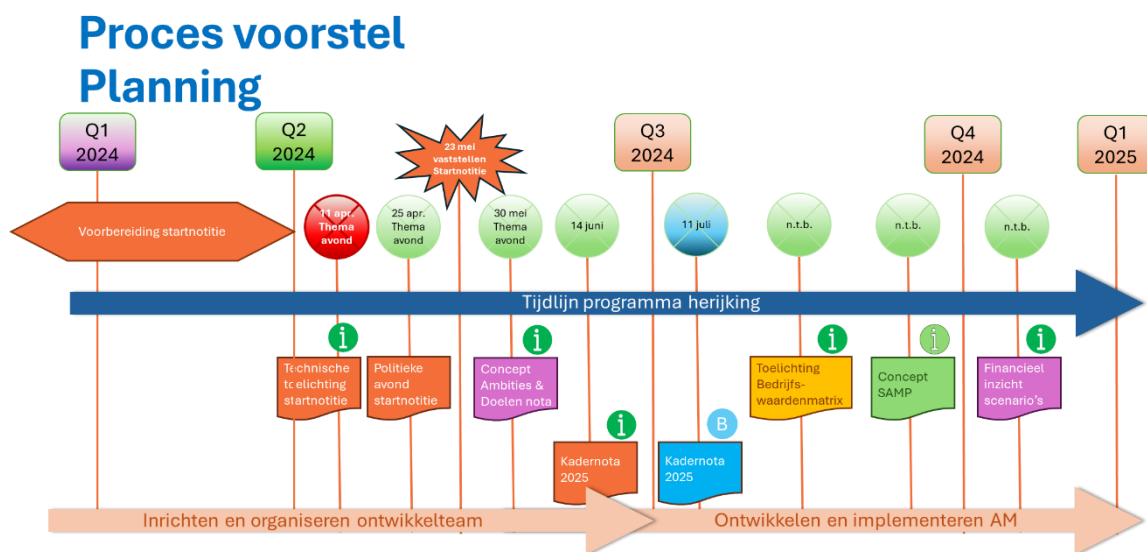 Proces voorstel
Planning
Q1
2024
Q2
2024
23 mei
vaststellen
Startnotitie
Q3
2024
Q4
2024
Q1
2025
Voorbereiding startnotitie
11 apr.
Thema
avond
25 apr.
Thema
avond
30 mei
Thema
avond
14 juni
11 juli
n.t.b.
n.t.b.
n.t.b.
Tijdlijn programma herijking
i
i
i
i
i
Technische
toelichting
startnotitie
Politieke
avond
startnotitie
Concept
Ambities &
Doelen nota
Toelichting
Bedrijfs-
waardenmatrix
Concept
SAMP
Financieel
inzicht
scenario's
i
B
Kadernota
2025
Kadernota
2025
Inrichten en organiseren ontwikkelteam
Ontwikkelen en implementeren AM